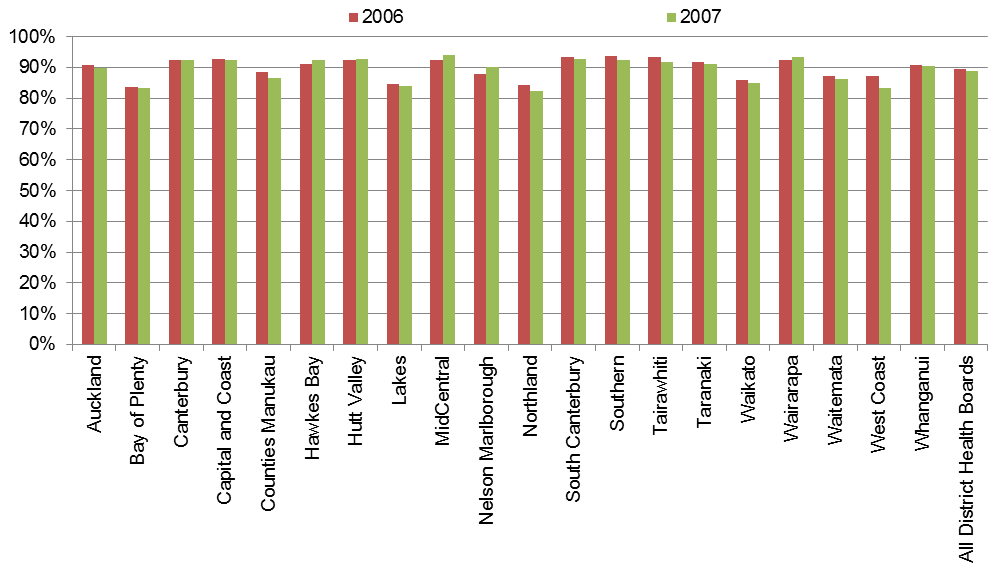 2006 2007
100%
90%
80%
70%
60%
50%
40%
30%
20%
10%
0%
Auckland
Bay of Plenty
Canterbury
Capital and Coast
Counties Manukau
Hawkes Bay
Hutt Valley
Lakes
MidCentral
Nelson Marlborough
Northland
South Canterbury
Southern
Tairawhiti
Taranaki
Waikato
Wairarapa
Waitemata
West Coast
Whanganui
All District Health Boards